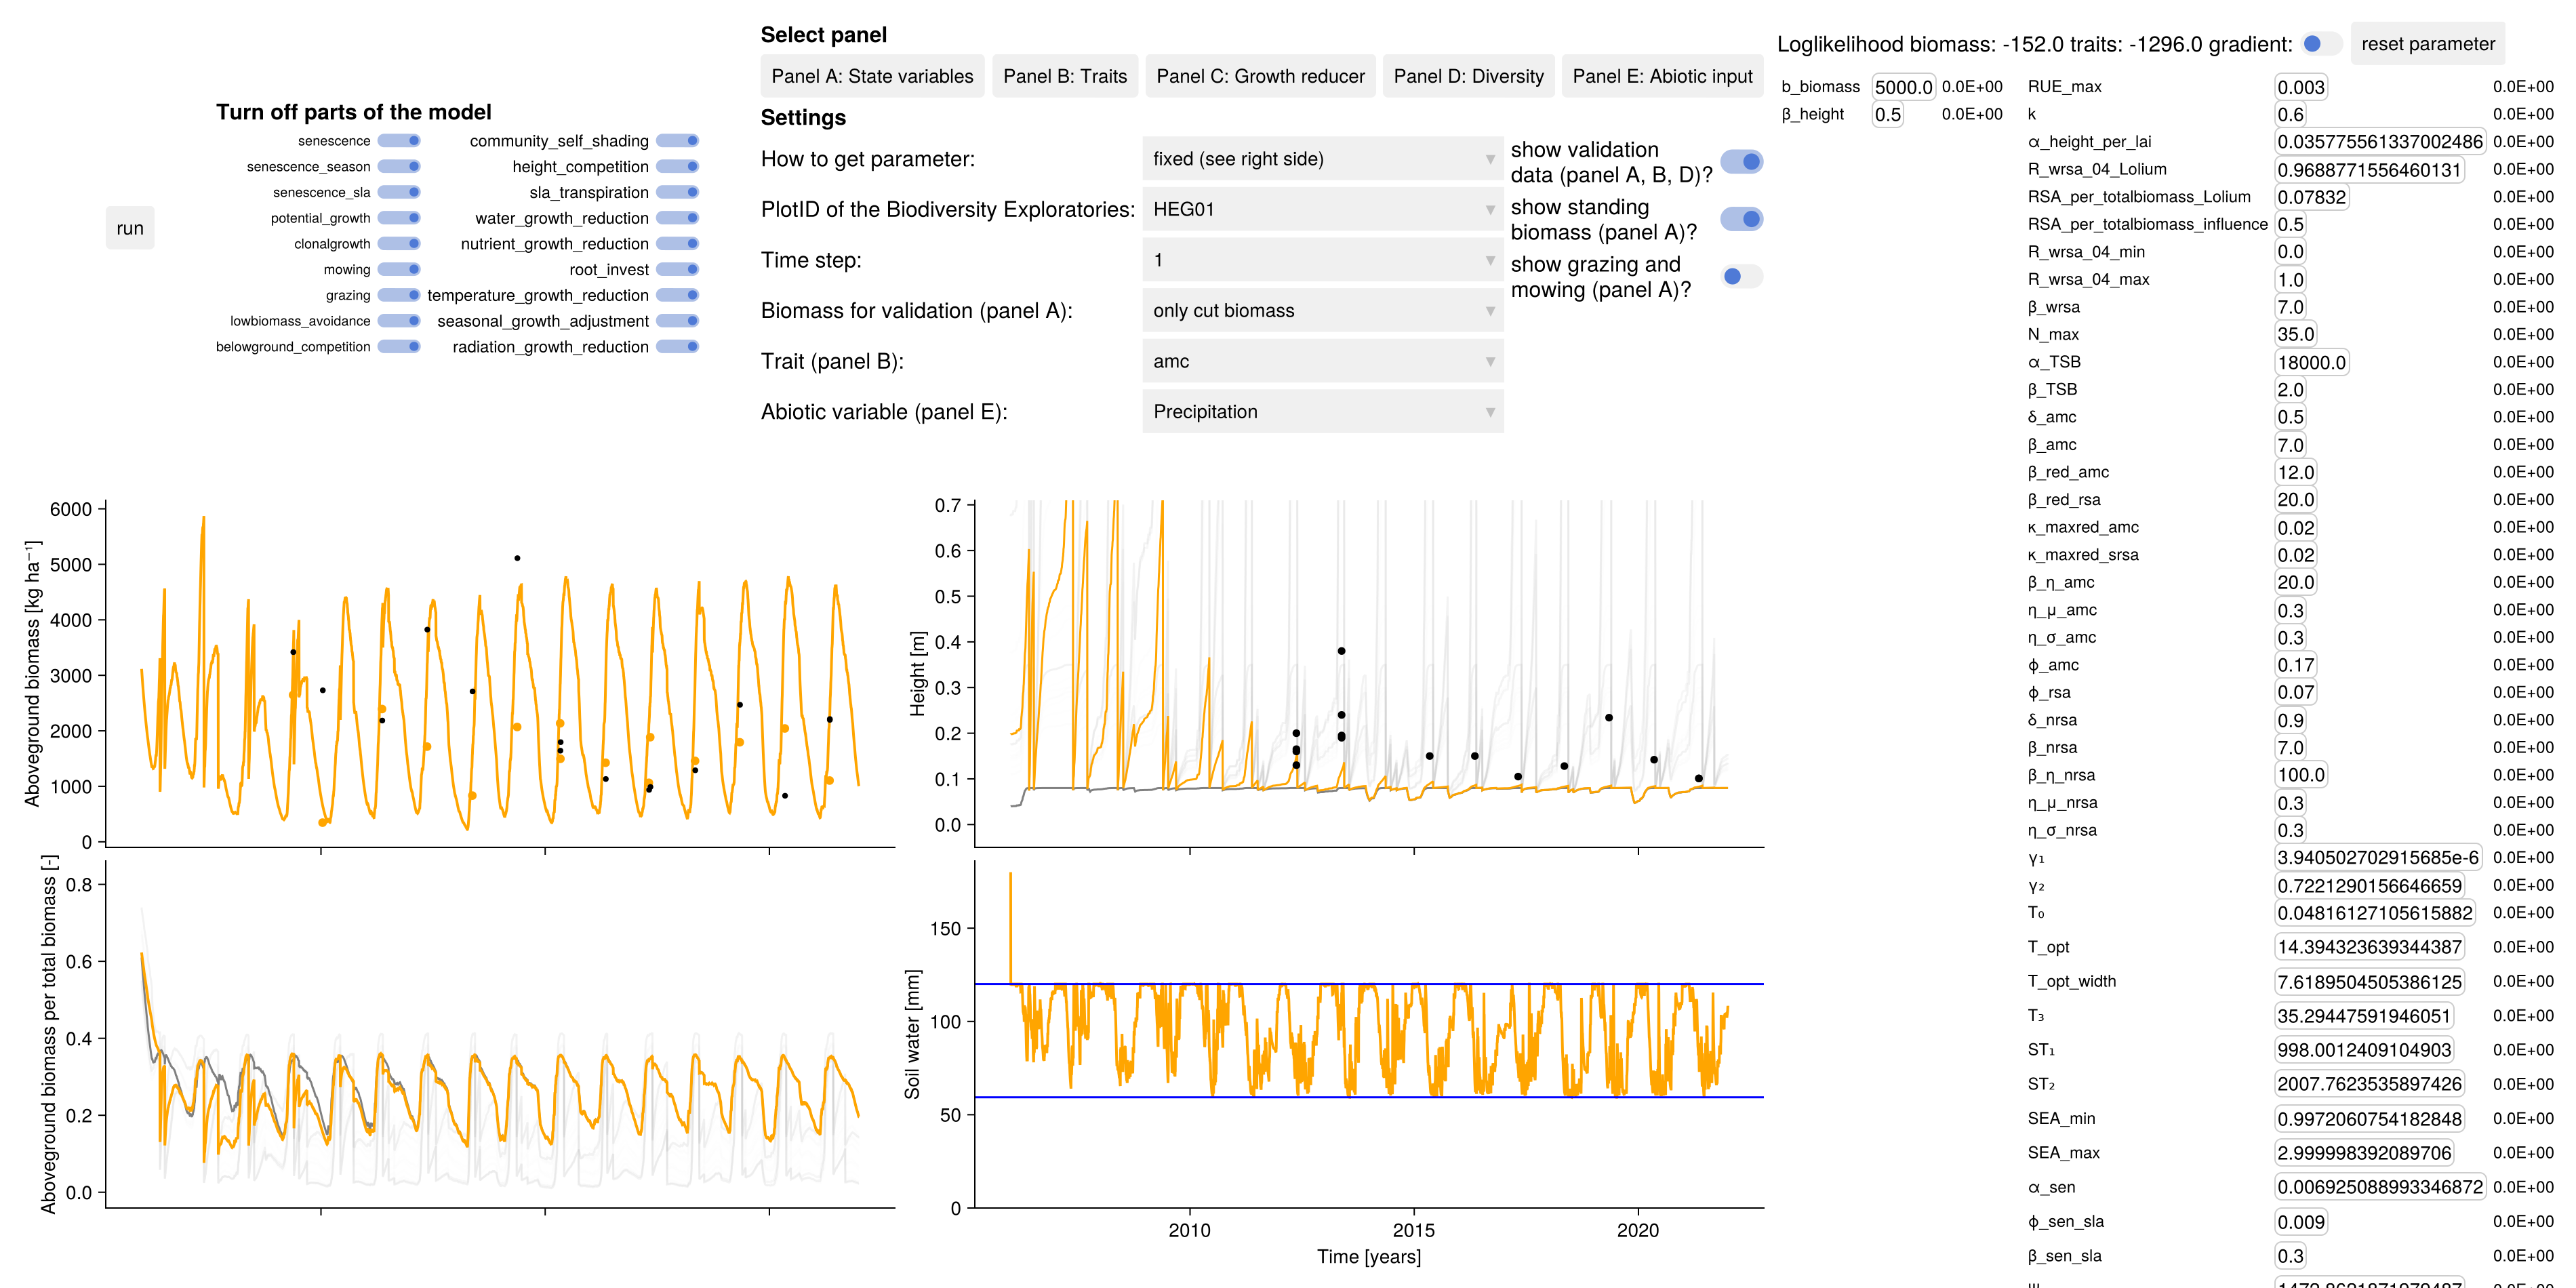 Turn off parts of the model
senescence
community_self_shading
senescence_season
height_competition
senescence_sla
sla_transpiration
potential_growth
water_growth_reduction
clonalgrowth
nutrient_growth_reduction
mowing
root_invest
grazing
temperature_growth_reduction
lowbiomass_avoidance
seasonal_growth_adjustment
belowground_competition
radiation_growth_reduction
run
Select panel
Panel A: State variables
Panel B: Traits
Panel C: Growth reducer
Panel D: Diversity
Panel E: Abiotic input
Settings
How to get parameter:
fixed (see right side)
PlotID of the Biodiversity Exploratories:
HEG01
Time step:
1
Biomass for validation (panel A):
only cut biomass
Trait (panel B):
amc
Abiotic variable (panel E):
Precipitation
show validation
data (panel A, B, D)?
show standing
biomass (panel A)?
show grazing and
mowing (panel A)?
Loglikelihood biomass: -152.0 traits: -1296.0 gradient:
reset parameter
b_biomass 5000.0 0.0E+00
β_height 0.5 0.0E+00
RUE_max 0.003 0.0E+00
k 0.6 0.0E+00
α_height_per_lai 0.035775561337002486 0.0E+00
R_wrsa_04_Lolium 0.9688771556460131 0.0E+00
RSA_per_totalbiomass_Lolium 0.07832 0.0E+00
RSA_per_totalbiomass_influence 0.5 0.0E+00
R_wrsa_04_min 0.0 0.0E+00
R_wrsa_04_max 1.0 0.0E+00
β_wrsa 7.0 0.0E+00
N_max 35.0 0.0E+00
α_TSB 18000.0 0.0E+00
β_TSB 2.0 0.0E+00
δ_amc 0.5 0.0E+00
β_amc 7.0 0.0E+00
β_red_amc 12.0 0.0E+00
β_red_rsa 20.0 0.0E+00
κ_maxred_amc 0.02 0.0E+00
κ_maxred_srsa 0.02 0.0E+00
β_η_amc 20.0 0.0E+00
η_μ_amc 0.3 0.0E+00
η_σ_amc 0.3 0.0E+00
ϕ_amc 0.17 0.0E+00
ϕ_rsa 0.07 0.0E+00
δ_nrsa 0.9 0.0E+00
β_nrsa 7.0 0.0E+00
β_η_nrsa 100.0 0.0E+00
η_μ_nrsa 0.3 0.0E+00
η_σ_nrsa 0.3 0.0E+00
γ₁ 3.940502702915685e-6 0.0E+00
γ₂ 0.7221290156646659 0.0E+00
T₀ 0.04816127105615882 0.0E+00
T_opt 14.394323639344387 0.0E+00
T_opt_width 7.6189504505386125 0.0E+00
T₃ 35.29447591946051 0.0E+00
ST₁ 998.0012409104903 0.0E+00
ST₂ 2007.7623535897426 0.0E+00
SEA_min 0.9972060754182848 0.0E+00
SEA_max 2.999998392089706 0.0E+00
α_sen 0.006925088993346872 0.0E+00
ϕ_sen_sla 0.009 0.0E+00
β_sen_sla 0.3 0.0E+00
Aboveground biomass [kg ha⁻¹]
6000
5000
4000
3000
2000
1000
0
Height [m]
0.7
0.6
0.5
0.4
0.3
0.2
0.1
0.0
Aboveground biomass per total biomass [-]
0.8
0.6
0.4
0.2
0.0
Soil water [mm]
150
100
50
0
2010
2015
2020
Time [years]